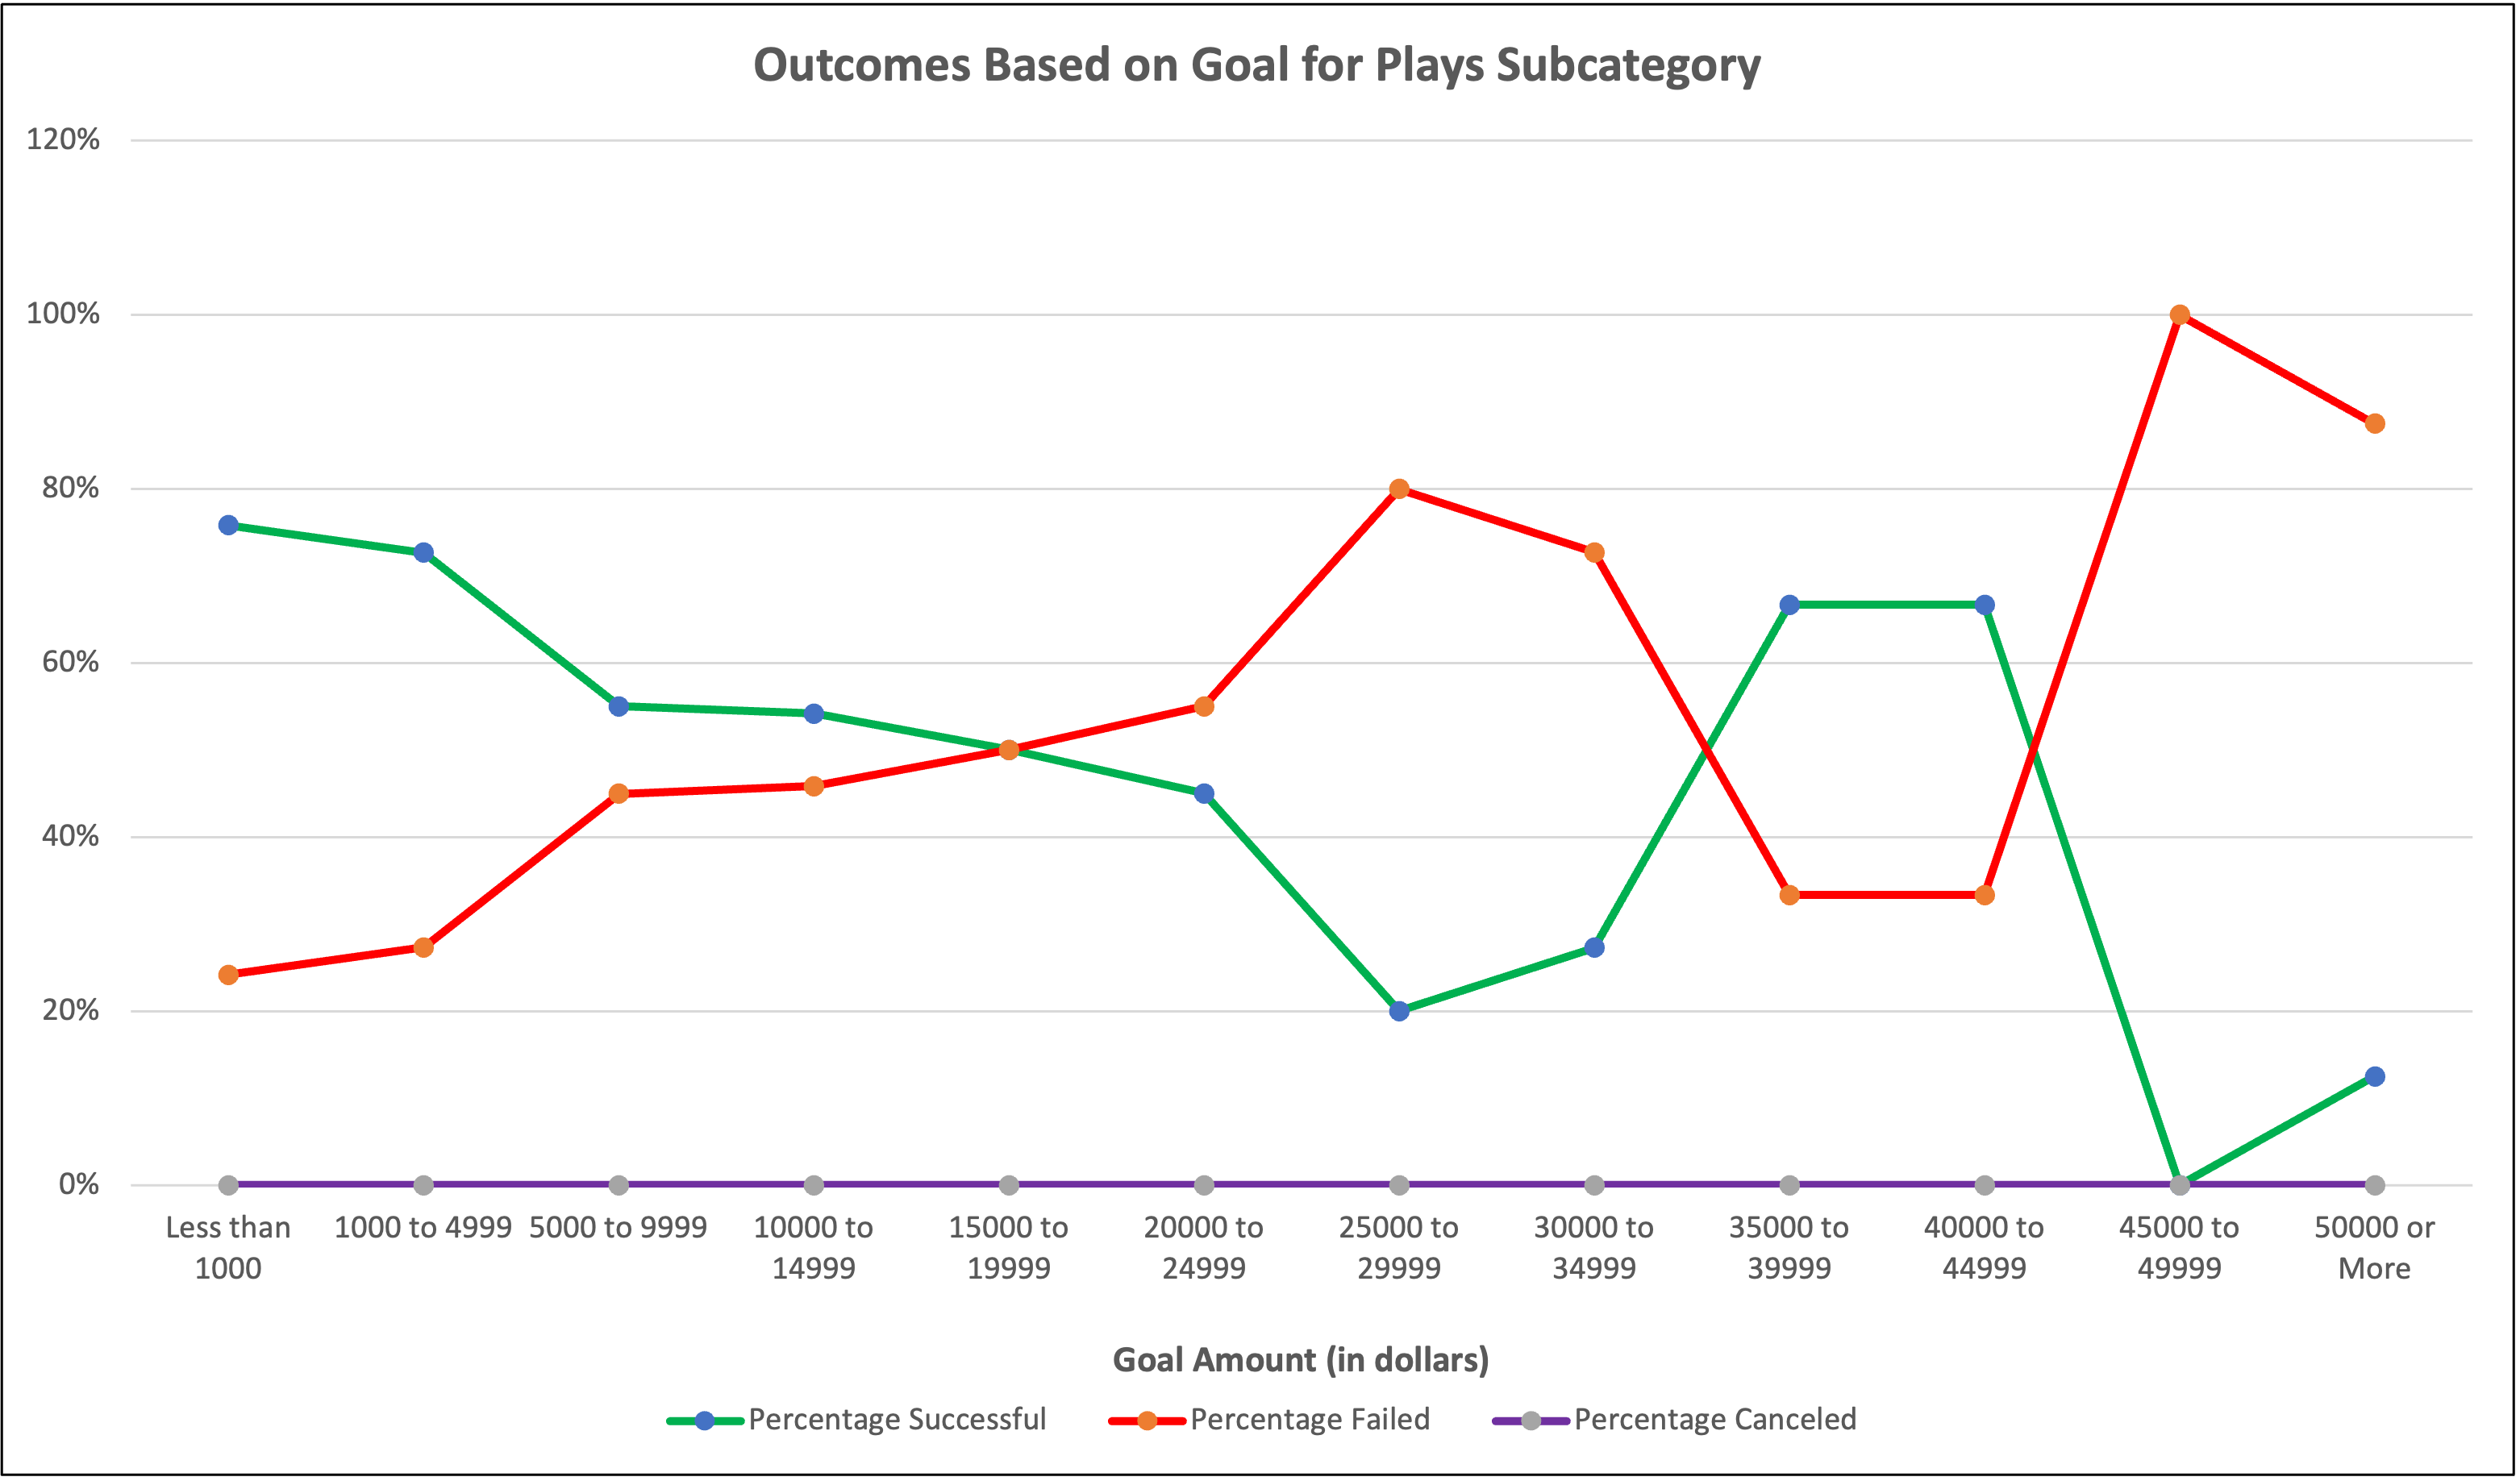 Outcomes Based on Goal for Plays Subcategory
120%
100%
80%
60%
40%
20%
0%
Less than 1000
1000 to 4999
5000 to 9999
10000 to 14999
15000 to 19999
20000 to 24999
25000 to 29999
30000 to 34999
35000 to 39999
40000 to 44999
45000 to 49999
50000 or More
Goal Amount (in dollars)
Percentage Successful
Percentage Failed
Percentage Canceled